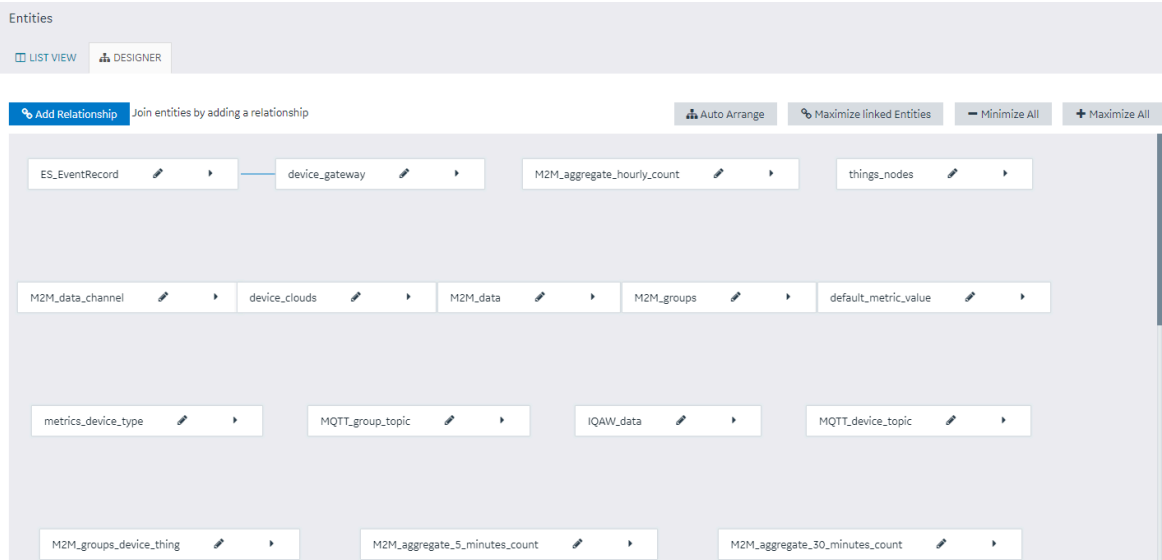 Entities
LIST VIEW DESIGNER
Add Relationship Join entities by adding a relationship Auto Arrange Maximize linked Entities Minimize All Maximize All
ES_EventRecord device_gateway M2M_aggregate_hourly_count things_nodes
M2M_data_channel device_clouds M2M_data M2M_groups default_metric_value
metrics_device_type MQTT_group_topic IQAW_data MQTT_device_topic
M2M_groups_device_thing M2M_aggregate_5_minutes_count M2M_aggregate_30_minutes_count